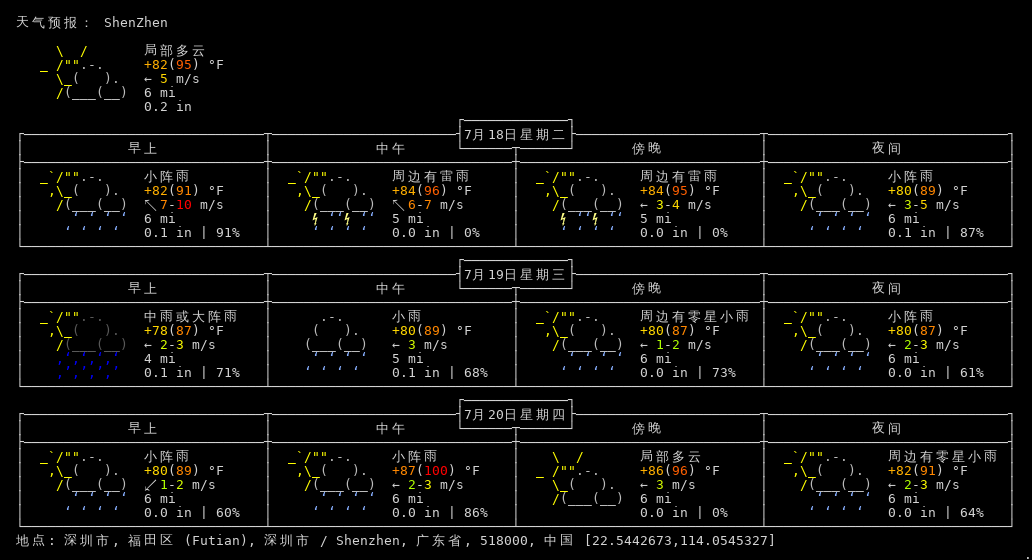 天气预报： ShenZhen
局部多云
+82(95) °F
← 5 m/s
6 mi
0.2 in
7月18日星期二
早上 中午 傍晚 夜间
小阵雨 周边有雷雨 周边有雷雨 小阵雨
+82(91) °F +84(96) °F +84(95) °F +80(89) °F
↖ 7-10 m/s ↖ 6-7 m/s ← 3-4 m/s ← 3-5 m/s
6 mi 5 mi 5 mi 6 mi
0.1 in | 91% 0.0 in | 0% 0.0 in | 0% 0.1 in | 87%
7月19日星期三
早上 中午 傍晚 夜间
中雨或大阵雨 小雨 周边有零星小雨 小阵雨
+78(87) °F +80(89) °F +80(87) °F +80(87) °F
← 2-3 m/s ← 3 m/s ← 1-2 m/s ← 2-3 m/s
4 mi 5 mi 6 mi 6 mi
0.1 in | 71% 0.1 in | 68% 0.0 in | 73% 0.0 in | 61%
7月20日星期四
早上 中午 傍晚 夜间
小阵雨 小阵雨 局部多云 周边有零星小雨
+80(89) °F +87(100) °F +86(96) °F +82(91) °F
↙ 1-2 m/s ← 2-3 m/s ← 3 m/s ← 2-3 m/s
6 mi 6 mi 6 mi 6 mi
0.0 in | 60% 0.0 in | 86% 0.0 in | 0% 0.0 in | 64%
地点: 深圳市, 福田区 (Futian), 深圳市 / Shenzhen, 广东省, 518000, 中国 [22.5442673,114.0545327]